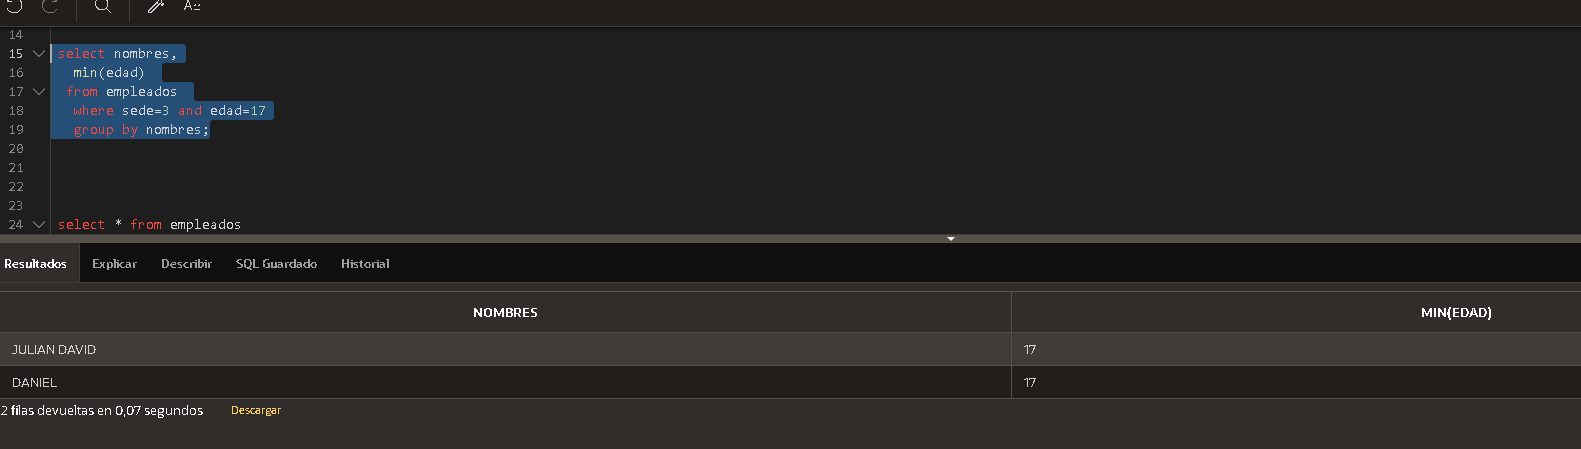 14
15 select nombres,
16 min(edad)
17 from empleados
18 where sede=3 and edad=17
19 group by nombres;
20
21
22
23
24 select * from empleados
Resultados Explicar Describir SQL Guardado Historial
NOMBRES MIN(EDAD)
JULIAN DAVID 17
DANIEL 17
2 filas devueltas en 0,07 segundos Descargar